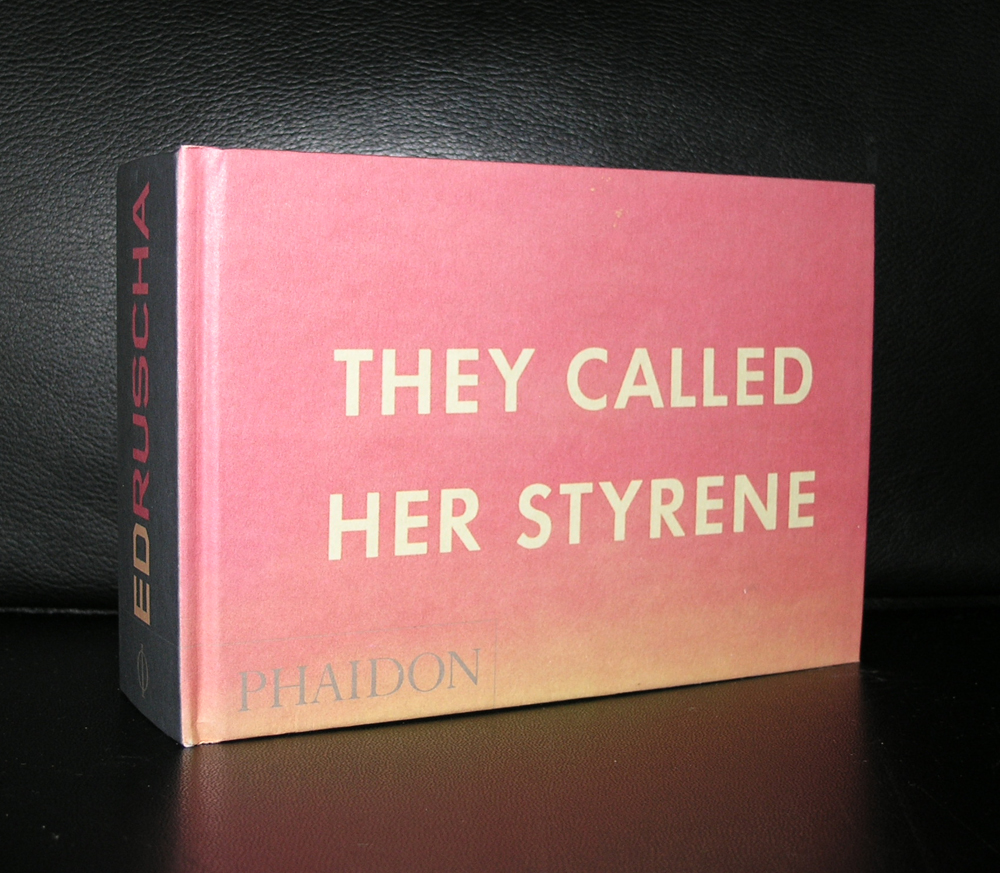 EDRUSCHA
THEY CALLED
HER STYRENE
PHAIDON